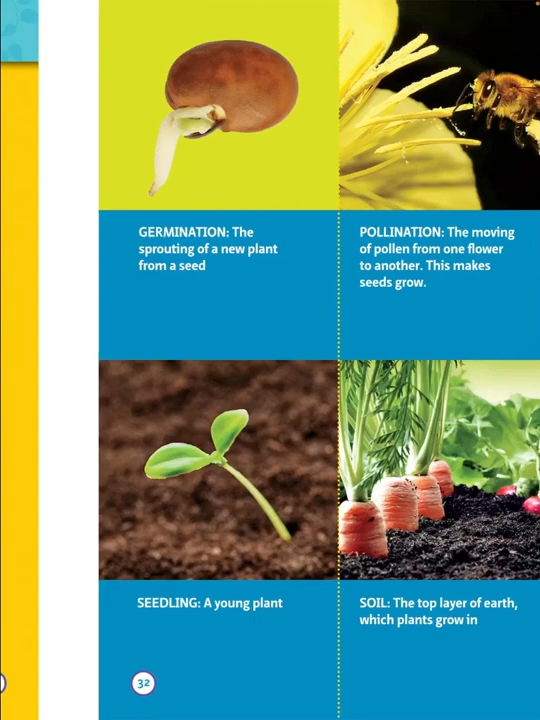 GERMINATION: The
sprouting of a new plant
from a seed
POLLINATION: The moving
of pollen from one flower
to another. This makes
seeds grow.
SEEDLING: A young plant
SOIL: The top layer of earth,
which plants grow in
32